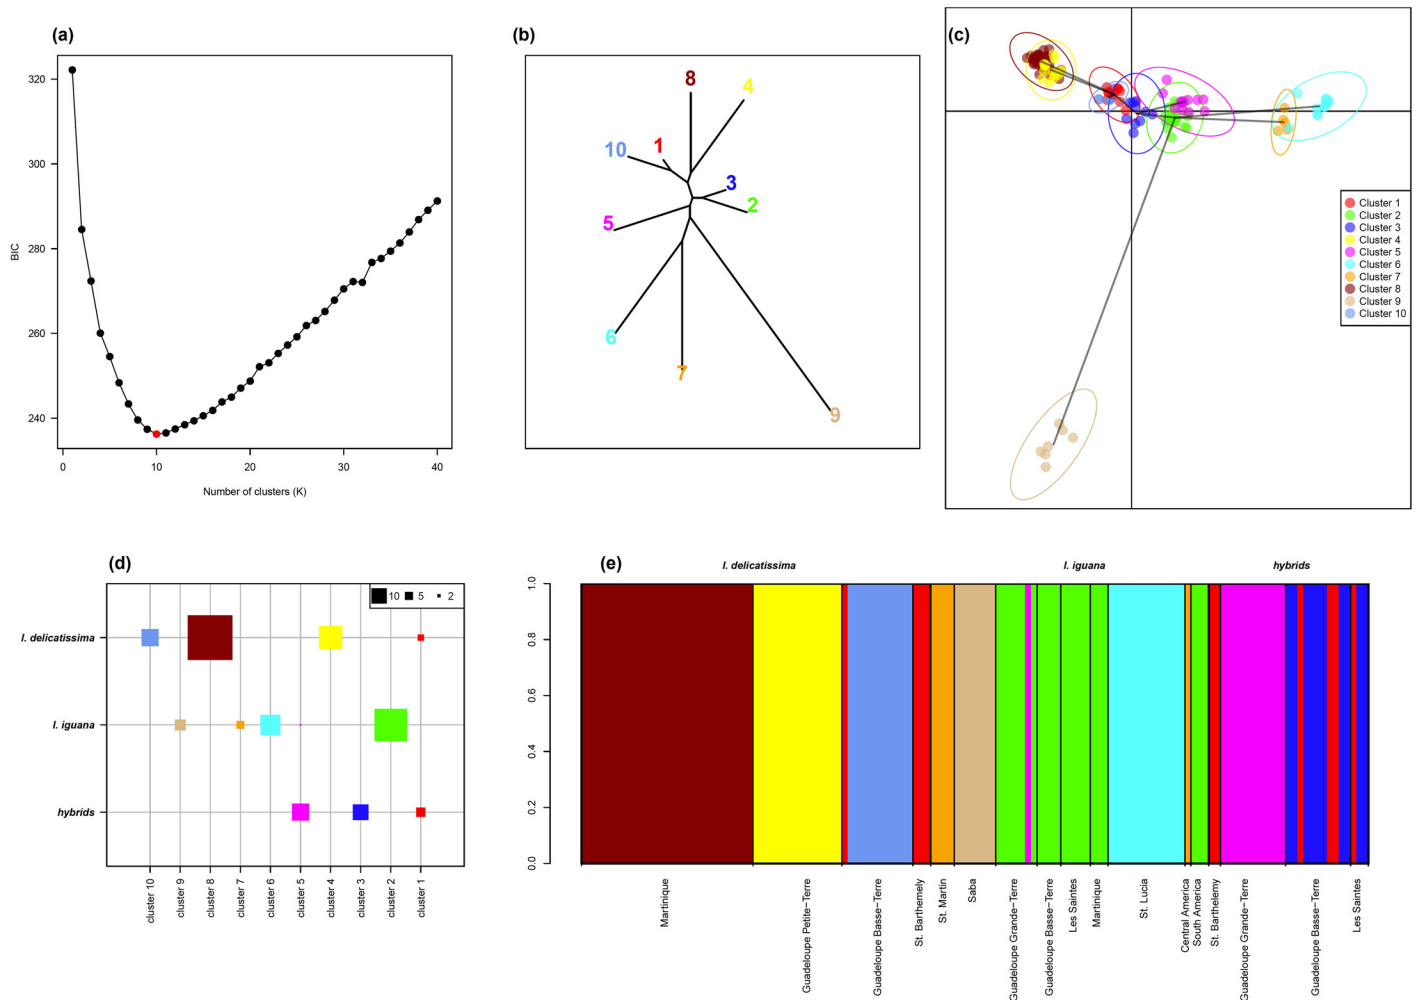 (a)
320
300
280
260
240
BIC
0 10 20 30 40
Number of clusters (K)
(b)
8
4
10
1
3
2
5
6
7
9
(c)
Cluster 1
Cluster 2
Cluster 3
Cluster 4
Cluster 5
Cluster 6
Cluster 7
Cluster 8
Cluster 9
Cluster 10
(d)
10 5 2
I. delicatissima
I. iguana
hybrids
cluster 10
cluster 9
cluster 8
cluster 7
cluster 6
cluster 5
cluster 4
cluster 3
cluster 2
cluster 1
(e)
I. delicatissima I. iguana hybrids
1.0
0.8
0.6
0.4
0.2
0.0
Martinique
Guadeloupe Petite−Terre
Guadeloupe Basse−Terre
St. Barthemely
St. Martin
Saba
Guadeloupe Grande−Terre
Guadeloupe Basse−Terre
Les Saintes
Martinique
St. Lucia
Central America
South America
St. Barthelemy
Guadeloupe Grande−Terre
Guadeloupe Basse−Terre
Les Saintes